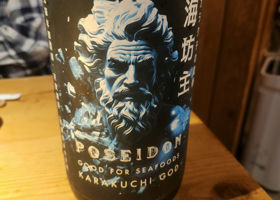 海坊主
POSEIDON
GOOD FOR SEAFOODS
KARAKUCHI GOD